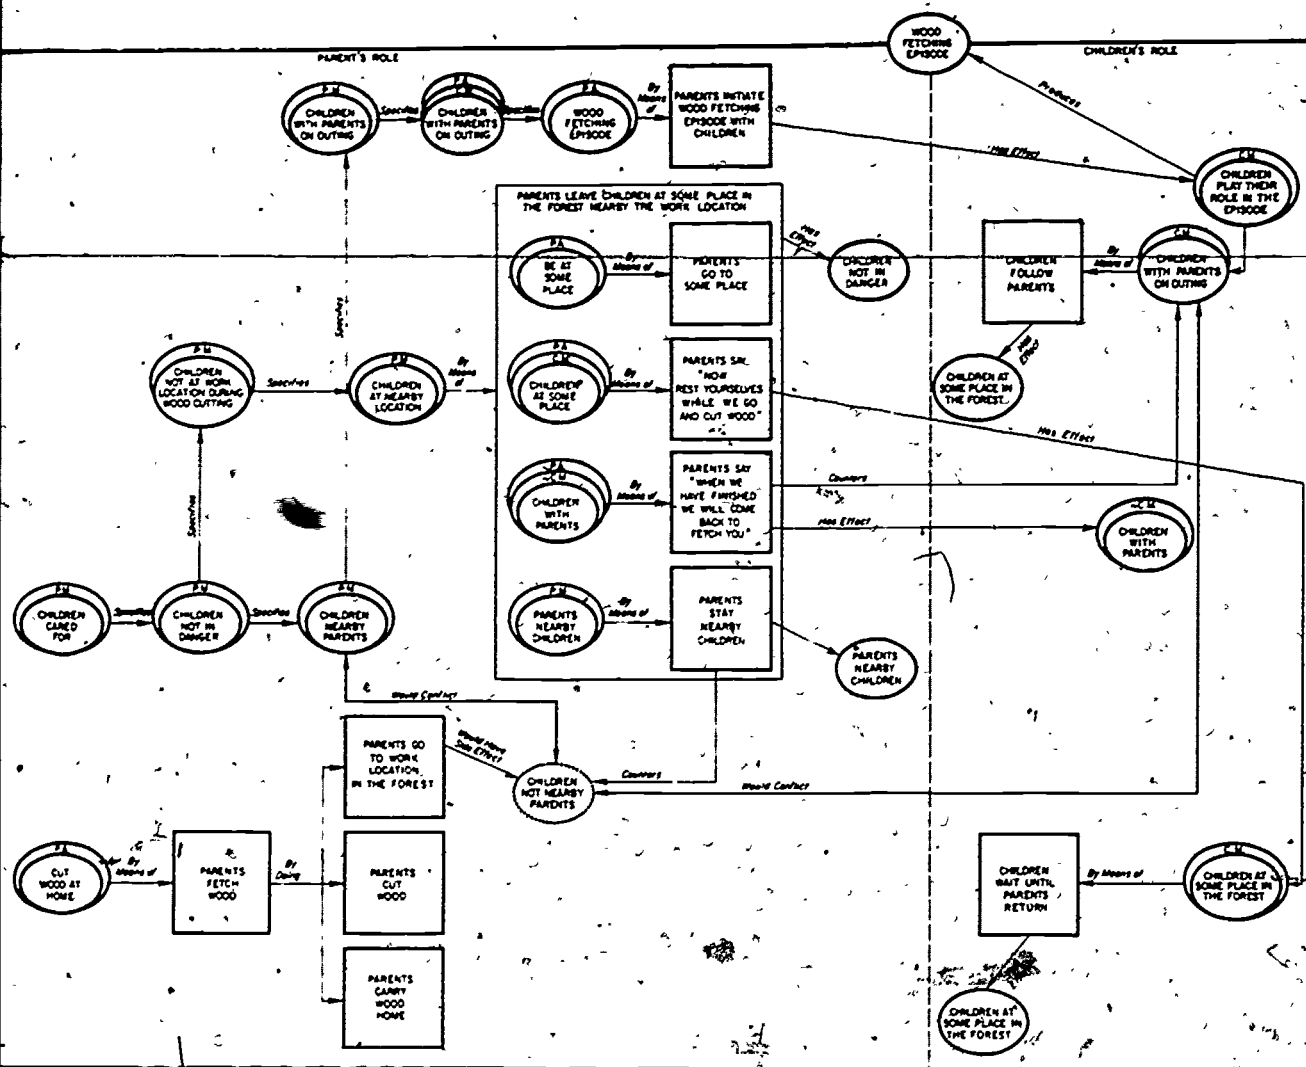 PARENT'S ROLE
WOOD
FETCHING
EPISODE
CHILDREN'S ROLE
P M
CHILDREN
WITH PARENTS
ON OUTING
Specifies
P A
C M
CHILDREN
WITH PARENTS
ON OUTING
Specifies
P A
WOOD
FETCHING
EPISODE
By
Means
of
PARENTS INITIATE
WOOD FETCHING
EPISODE WITH
CHILDREN
Has Effect
Produces
C M
CHILDREN
PLAY THEIR
ROLE IN THE
EPISODE
PARENTS LEAVE CHILDREN AT SOME PLACE IN
THE FOREST NEARBY THE WORK LOCATION
P A
BE AT
SOME
PLACE
By
Means of
PARENTS
GO TO
SOME PLACE
Has
Effect
CHILDREN
NOT IN
DANGER
CHILDREN
FOLLOW
PARENTS
By
Means of
C M
CHILDREN
WITH PARENTS
ON OUTING
Has
Effect
CHILDREN AT
SOME PLACE IN
THE FOREST
Specifies
P M
CHILDREN
NOT AT WORK
LOCATION DURING
WOOD CUTTING
Specifies
P M
CHILDREN
AT NEARBY
LOCATION
By
Means
of
P A
C M
CHILDREN
AT SOME
PLACE
By
Means of
PARENTS SAY,
"NOW
REST YOURSELVES
WHILE WE GO
AND CUT WOOD"
Has Effect
P A
~C M
CHILDREN
WITH
PARENTS
By
Means of
PARENTS SAY
"WHEN WE
HAVE FINISHED
WE WILL COME
BACK TO
FETCH YOU"
Counters
Has Effect
~C M
CHILDREN
WITH
PARENTS
Specifies
P M
CHILDREN
CARED
FOR
Specifies
P M
CHILDREN
NOT IN
DANGER
Specifies
P M
CHILDREN
NEARBY
PARENTS
P M
PARENTS
NEARBY
CHILDREN
By
Means of
PARENTS
STAY
NEARBY
CHILDREN
PARENTS
NEARBY
CHILDREN
Would Conflict
PARENTS GO
TO WORK
LOCATION
IN THE FOREST
Would Have
Side Effect
CHILDREN
NOT NEARBY
PARENTS
Counters
Would Conflict
P A
CUT
WOOD AT
HOME
By
Means of
PARENTS
FETCH
WOOD
By
Doing
PARENTS
CUT
WOOD
CHILDREN
WAIT UNTIL
PARENTS
RETURN
By Means of
C M
CHILDREN AT
SOME PLACE IN
THE FOREST
PARENTS
CARRY
WOOD
HOME
CHILDREN AT
SOME PLACE IN
THE FOREST